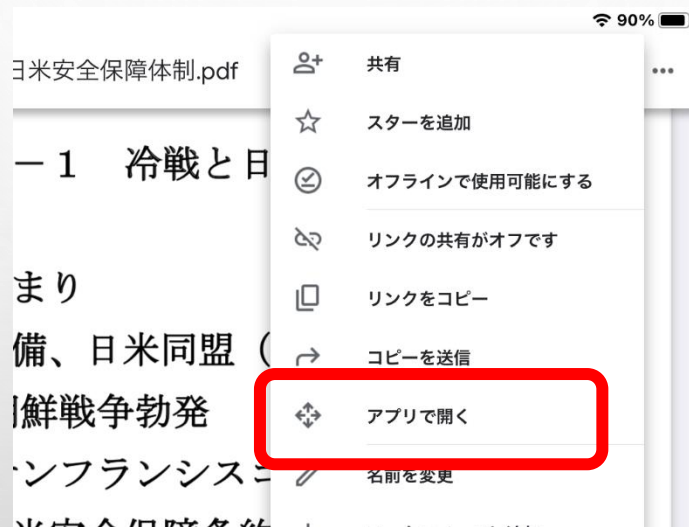 90%
日米安全保障体制.pdf
共有
スターを追加
－１　冷戦と日
オフラインで使用可能にする
リンクの共有がオフです
まり
リンクをコピー
備、日米同盟（
コピーを送信
鮮戦争勃発
アプリで開く
ンフランシスコ
名前を変更